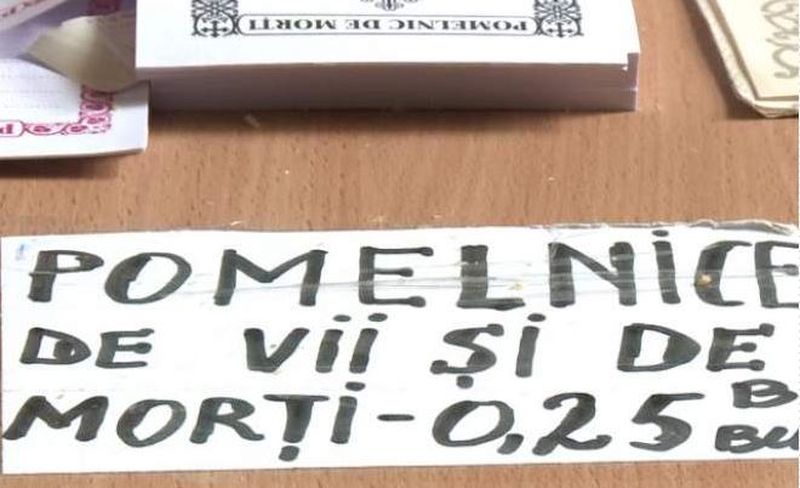 POMELNIC DE MORȚI
POMELNICE
DE VII ȘI DE
MORȚI-0,25